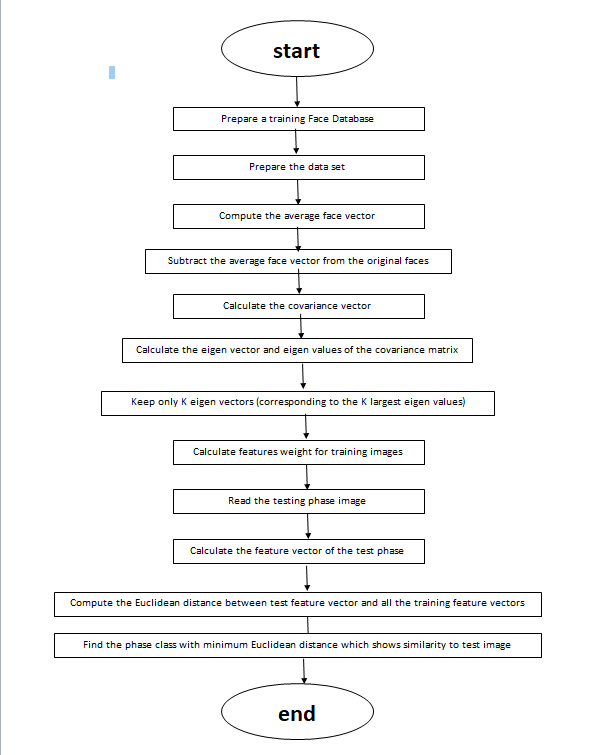 start
Prepare a training Face Database
Prepare the data set
Compute the average face vector
Subtract the average face vector from the original faces
Calculate the covariance vector
Calculate the eigen vector and eigen values of the covariance matrix
Keep only K eigen vectors (corresponding to the K largest eigen values)
Calculate features weight for training images
Read the testing phase image
Calculate the feature vector of the test phase
Compute the Euclidean distance between test feature vector and all the training feature vectors
Find the phase class with minimum Euclidean distance which shows similarity to test image
end